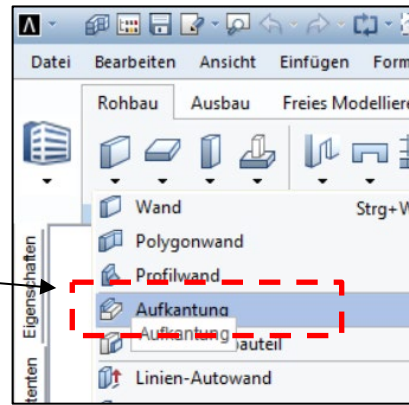 Datei Bearbeiten Ansicht Einfügen Form
Rohbau Ausbau Freies Modelliere
Wand Strg+W
Polygonwand
Profilwand
Aufkantung
Aufkantung
bauteil
Linien-Autowand
Eigenschaften
tenten